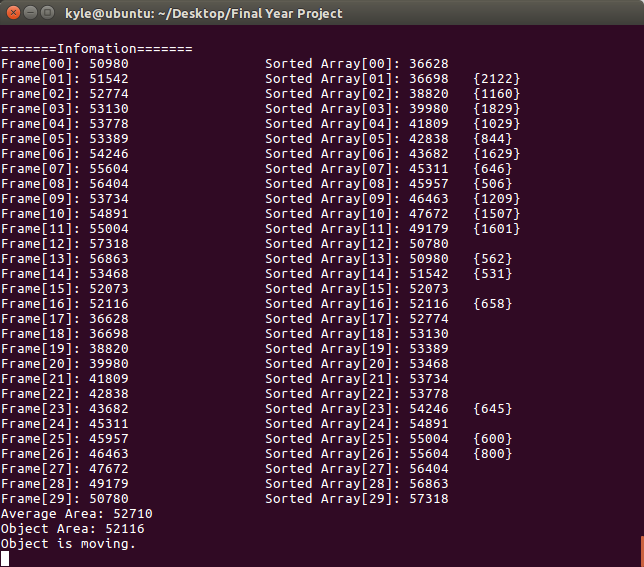 kyle@ubuntu: ~/Desktop/Final Year Project
=======Infomation=======
Frame[00]: 50980 Sorted Array[00]: 36628
Frame[01]: 51542 Sorted Array[01]: 36698 {2122}
Frame[02]: 52774 Sorted Array[02]: 38820 {1160}
Frame[03]: 53130 Sorted Array[03]: 39980 {1829}
Frame[04]: 53778 Sorted Array[04]: 41809 {1029}
Frame[05]: 53389 Sorted Array[05]: 42838 {844}
Frame[06]: 54246 Sorted Array[06]: 43682 {1629}
Frame[07]: 55604 Sorted Array[07]: 45311 {646}
Frame[08]: 56404 Sorted Array[08]: 45957 {506}
Frame[09]: 53734 Sorted Array[09]: 46463 {1209}
Frame[10]: 54891 Sorted Array[10]: 47672 {1507}
Frame[11]: 55004 Sorted Array[11]: 49179 {1601}
Frame[12]: 57318 Sorted Array[12]: 50780
Frame[13]: 56863 Sorted Array[13]: 50980 {562}
Frame[14]: 53468 Sorted Array[14]: 51542 {531}
Frame[15]: 52073 Sorted Array[15]: 52073
Frame[16]: 52116 Sorted Array[16]: 52116 {658}
Frame[17]: 36628 Sorted Array[17]: 52774
Frame[18]: 36698 Sorted Array[18]: 53130
Frame[19]: 38820 Sorted Array[19]: 53389
Frame[20]: 39980 Sorted Array[20]: 53468
Frame[21]: 41809 Sorted Array[21]: 53734
Frame[22]: 42838 Sorted Array[22]: 53778
Frame[23]: 43682 Sorted Array[23]: 54246 {645}
Frame[24]: 45311 Sorted Array[24]: 54891
Frame[25]: 45957 Sorted Array[25]: 55004 {600}
Frame[26]: 46463 Sorted Array[26]: 55604 {800}
Frame[27]: 47672 Sorted Array[27]: 56404
Frame[28]: 49179 Sorted Array[28]: 56863
Frame[29]: 50780 Sorted Array[29]: 57318
Average Area: 52710
Object Area: 52116
Object is moving.